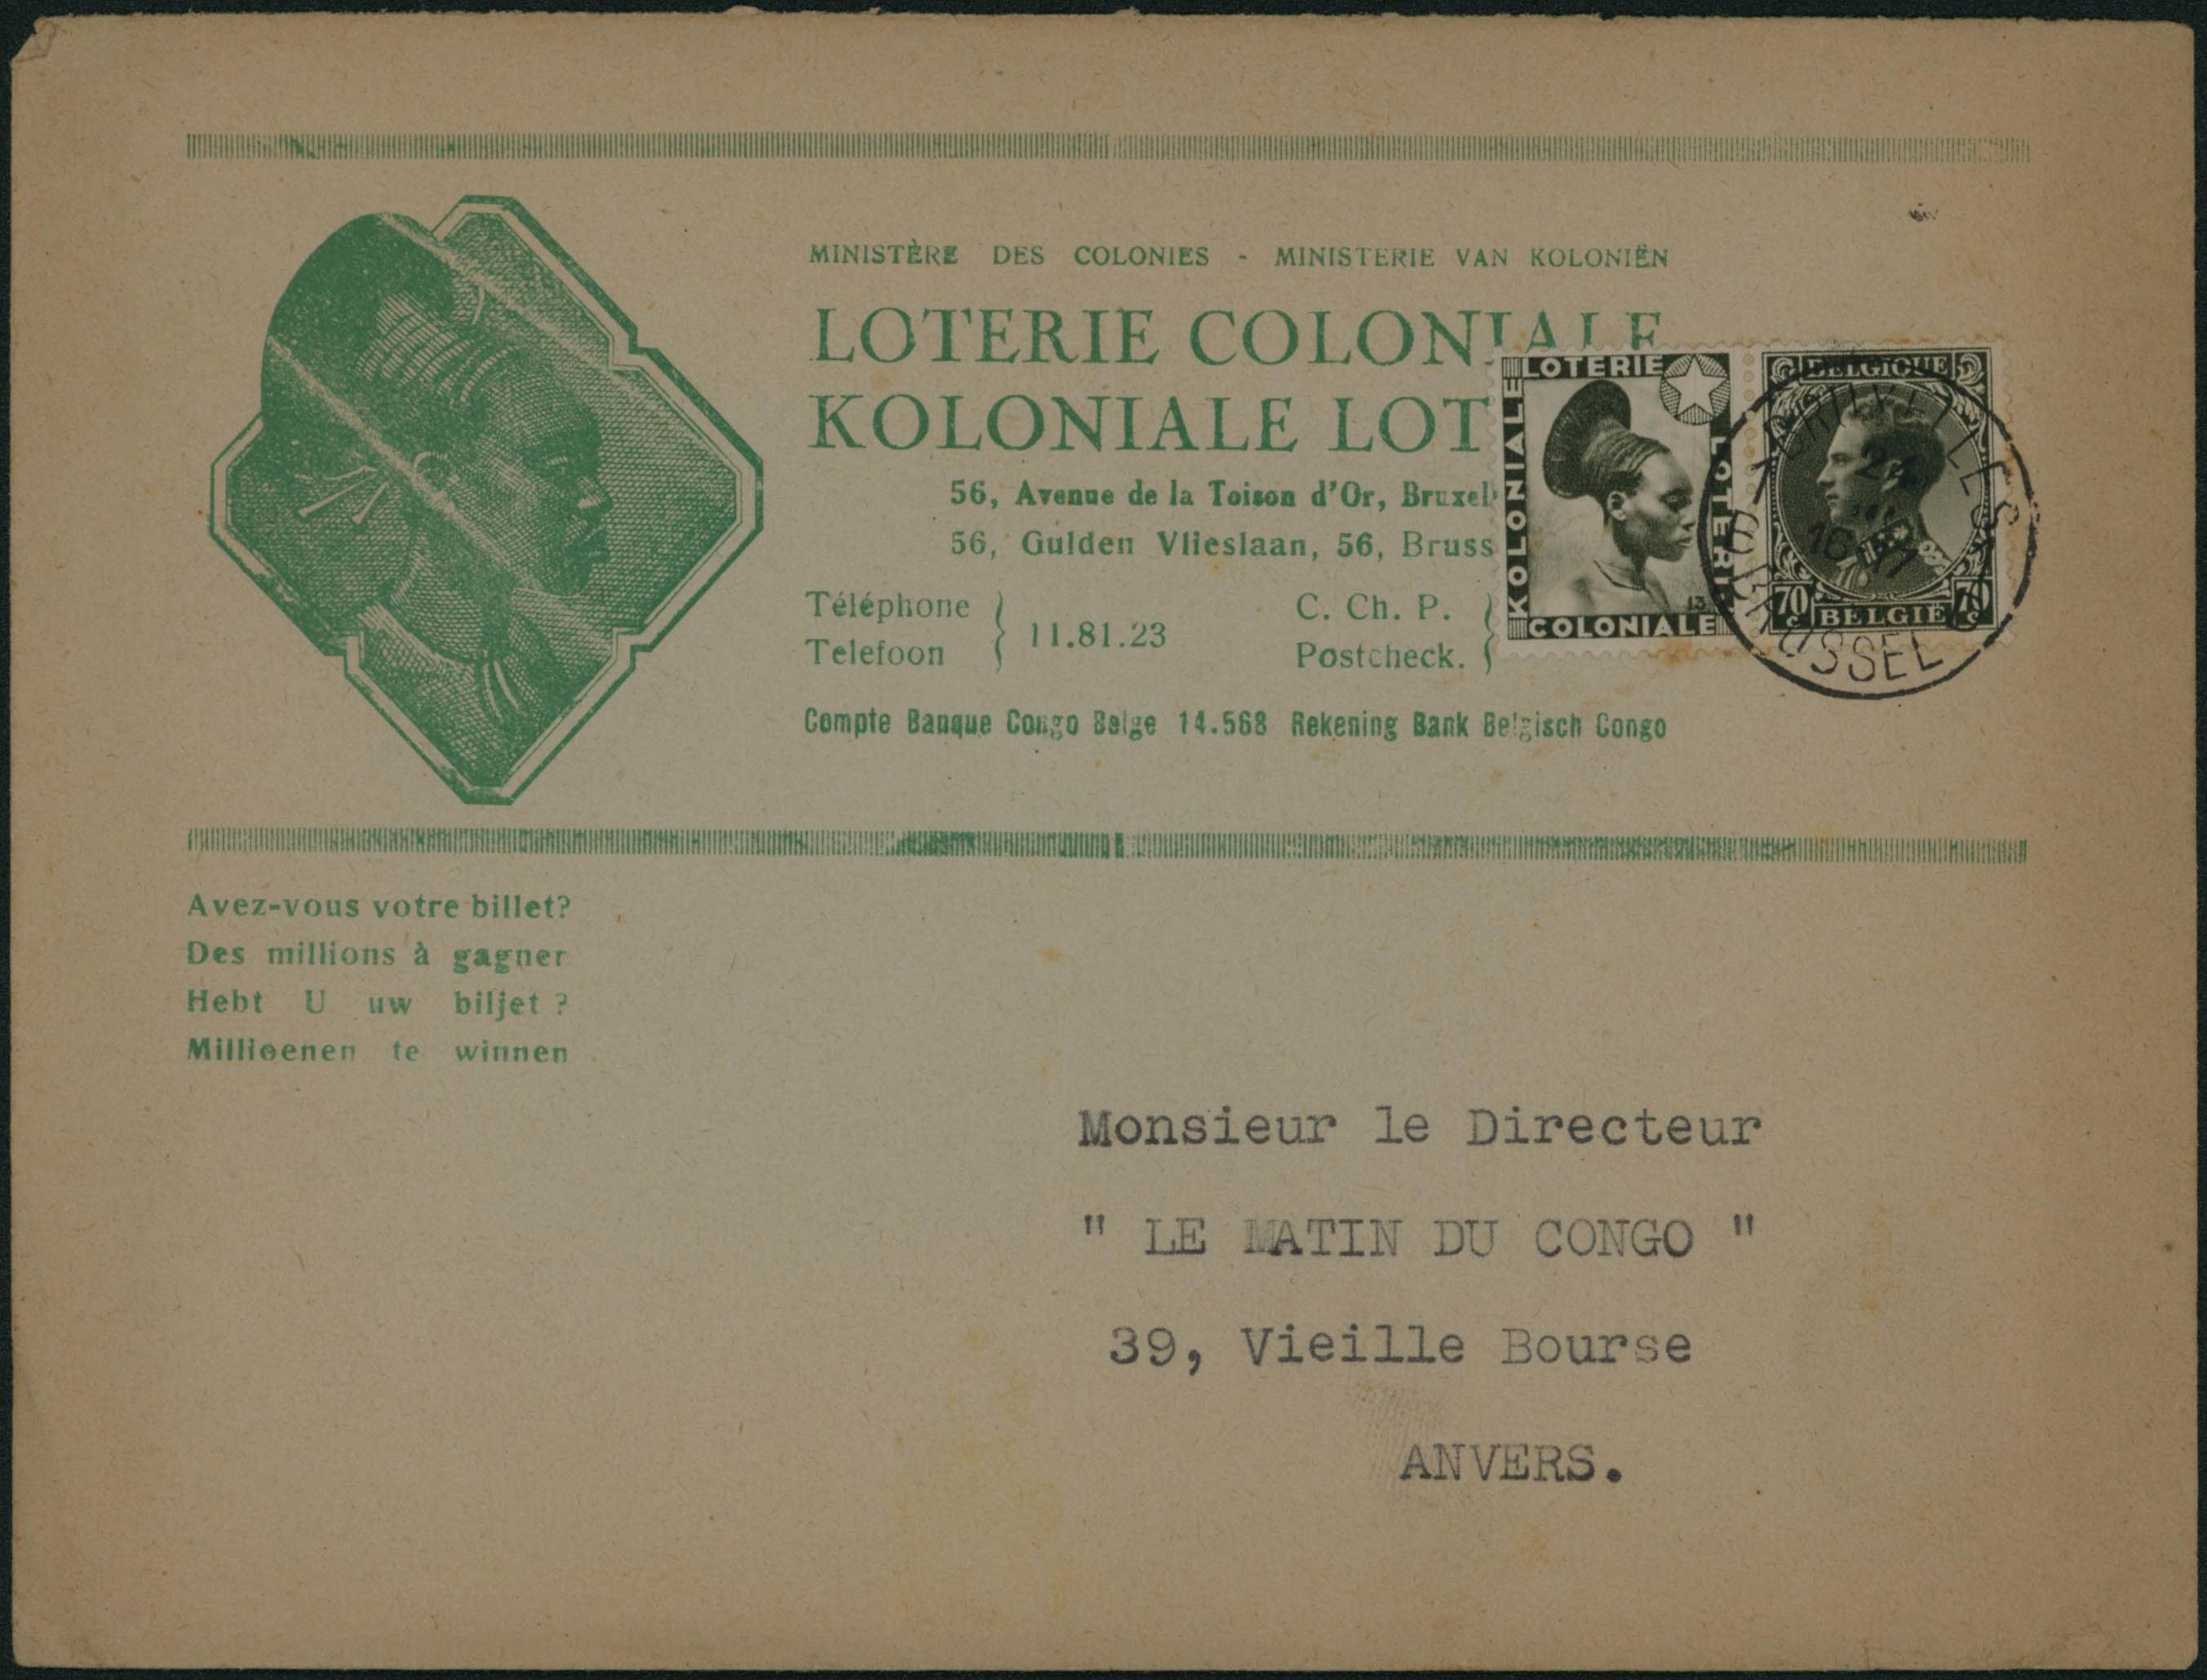 MINISTÈRE DES COLONIES - MINISTERIE VAN KOLONIËN
LOTERIE COLONIALE
KOLONIALE LOT
56, Avenue de la Toison d'Or, Bruxel
56, Gulden Vlieslaan, 56, Bruss
Téléphone
Telefoon
11.81.23
C. Ch. P.
Postcheck.
Compte Banque Congo Belge 14.568 Rekening Bank Belgisch Congo
LOTERIE
KOLONIALE
LOTERIJ
COLONIALE
13
BELGIQUE
70 c
BELGIË
70 c
BRUXELLES
BRUSSEL
Avez-vous votre billet?
Des millions à gagner
Hebt U uw biljet ?
Millioenen te winnen
Monsieur le Directeur
" LE MATIN DU CONGO "
39, Vieille Bourse
ANVERS.